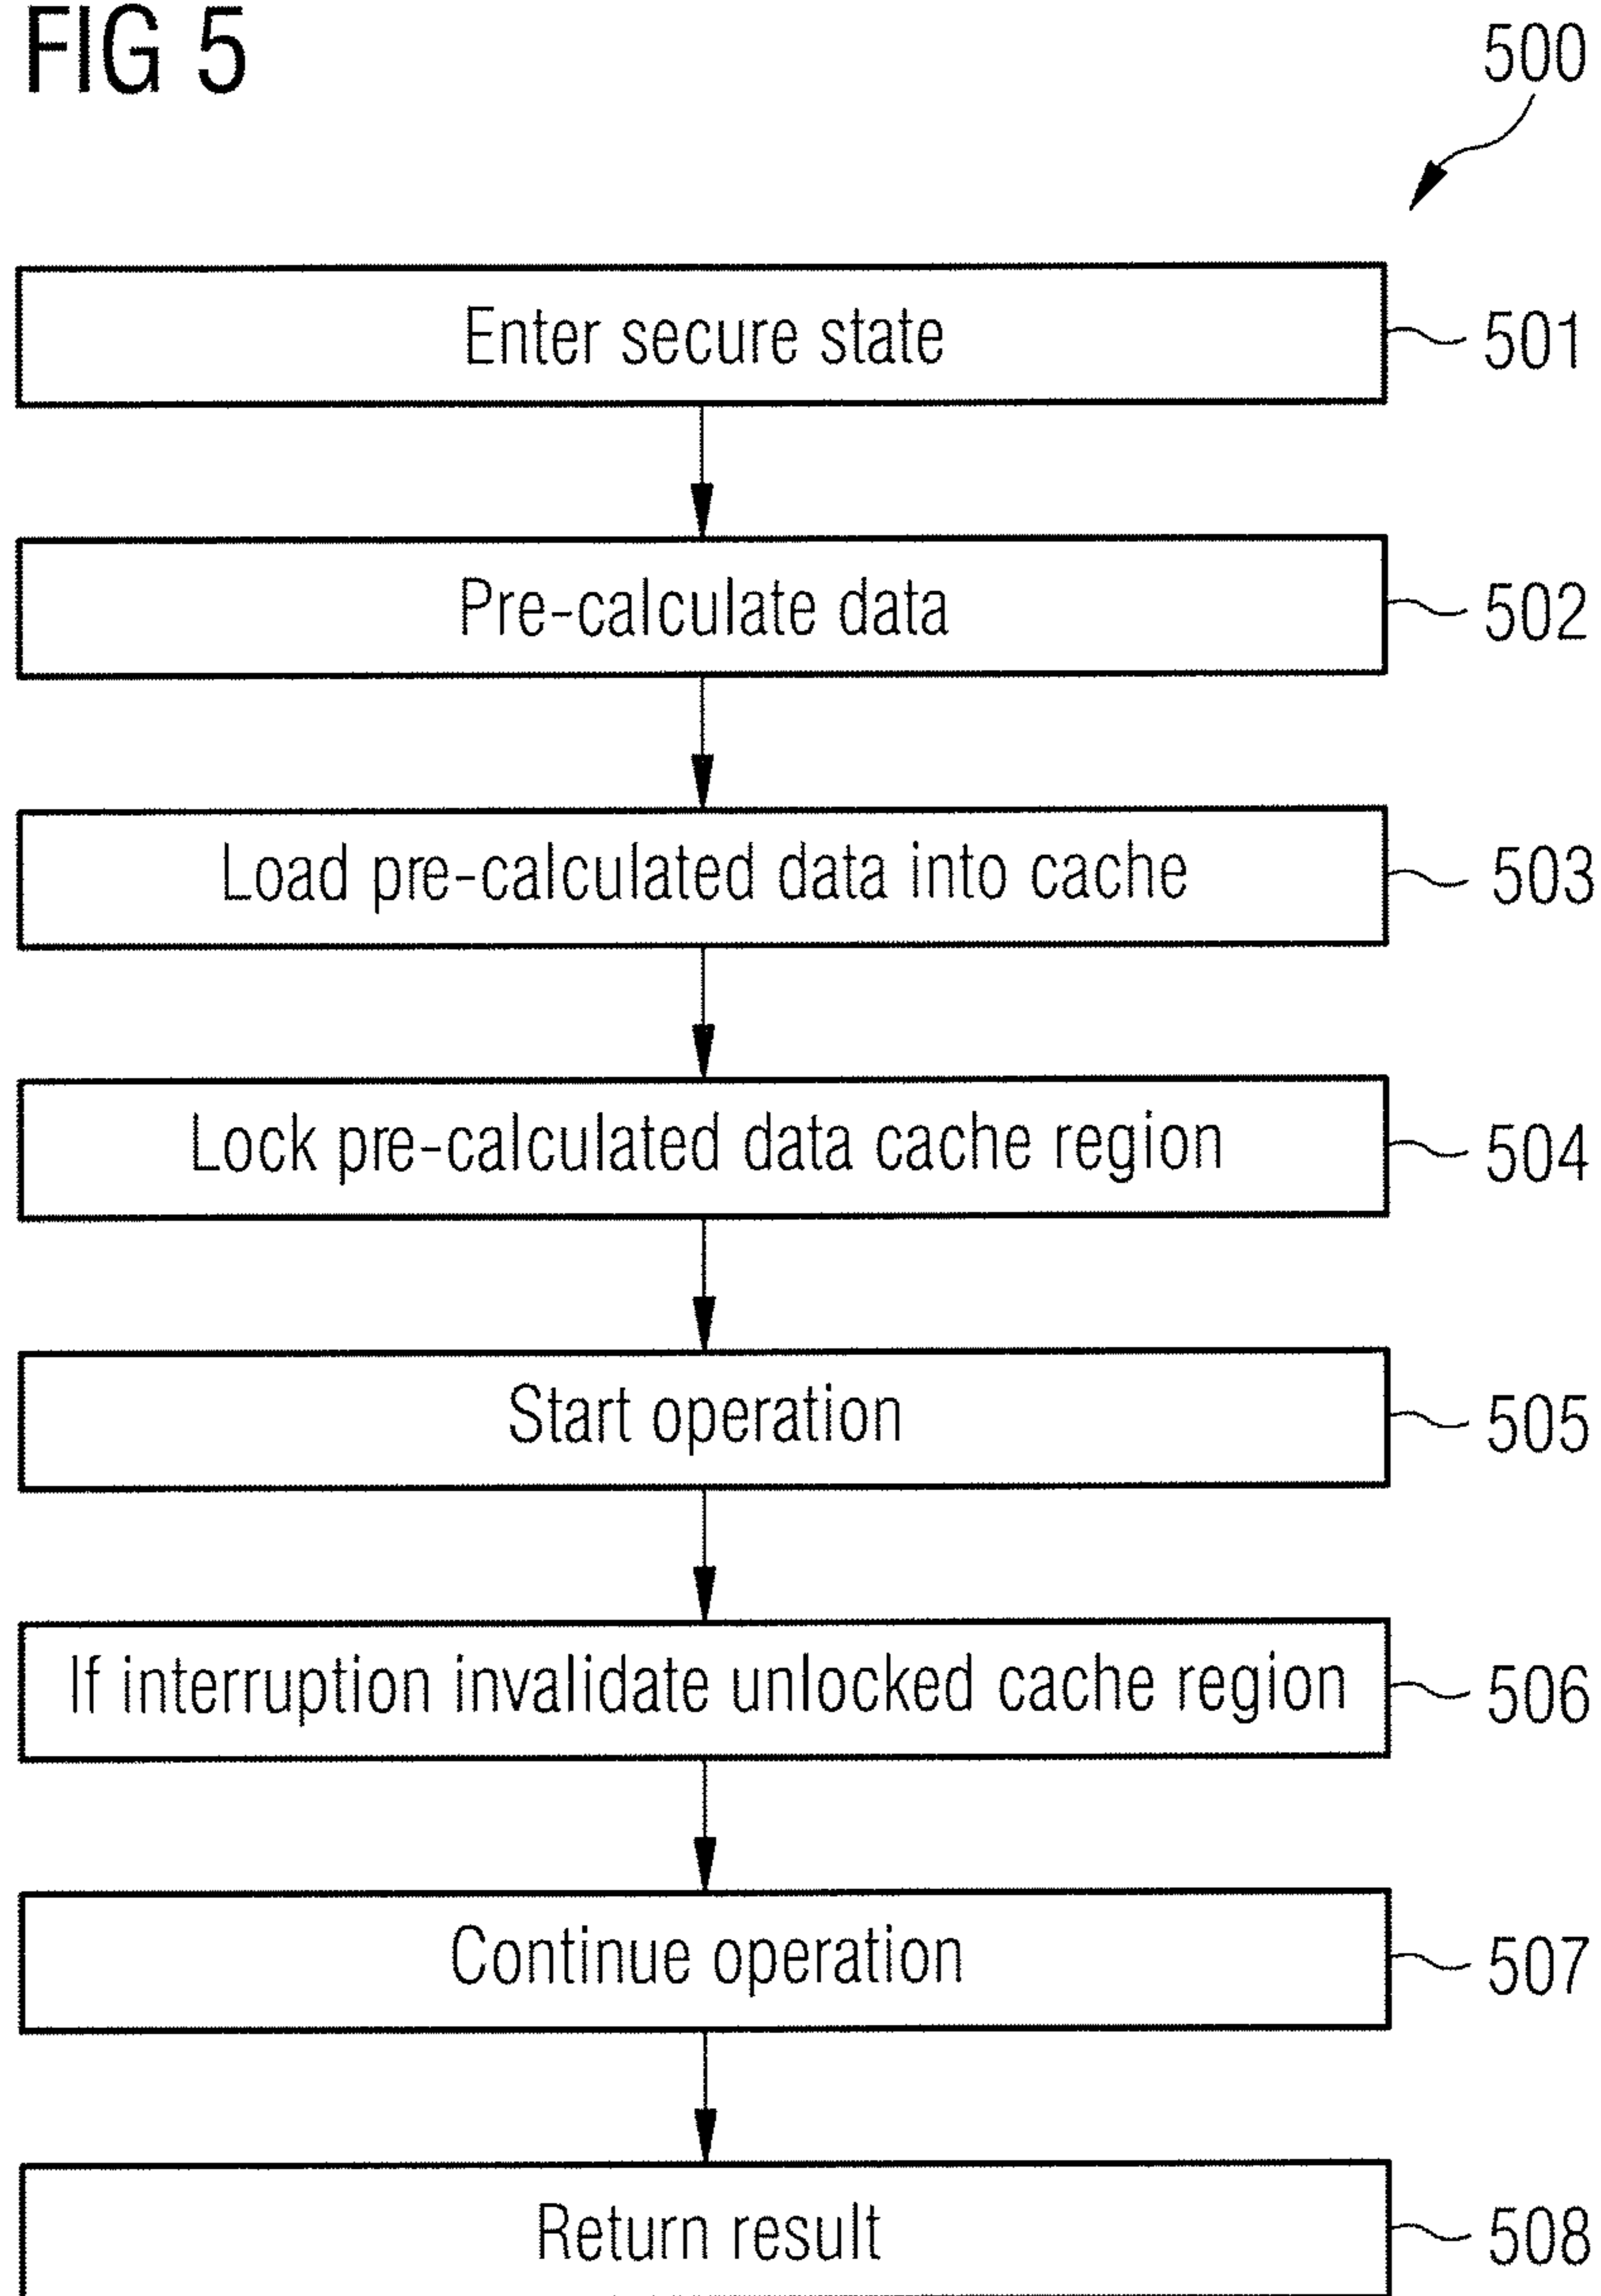 FIG 5
500
Enter secure state
501
Pre-calculate data
502
Load pre-calculated data into cache
503
Lock pre-calculated data cache region
504
Start operation
505
If interruption invalidate unlocked cache region
506
Continue operation
507
Return result
508